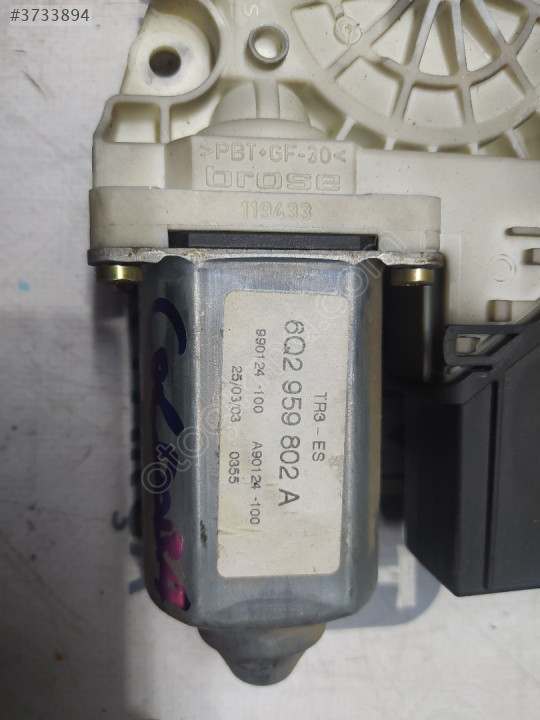 #3733894
>PBT+GF-30<
brose
119433
TR3 - ES
6Q2 959 802 A
990124 -100 A90124 -100
25/03/03 0355